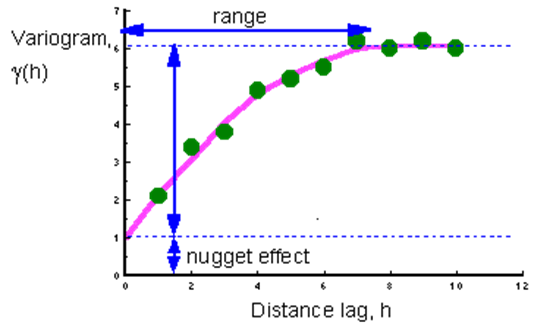 7
range
Variogram,
6
γ(h)
5
4
3
2
1
nugget effect
0
0 2 4 6 8 10 12
Distance lag, h